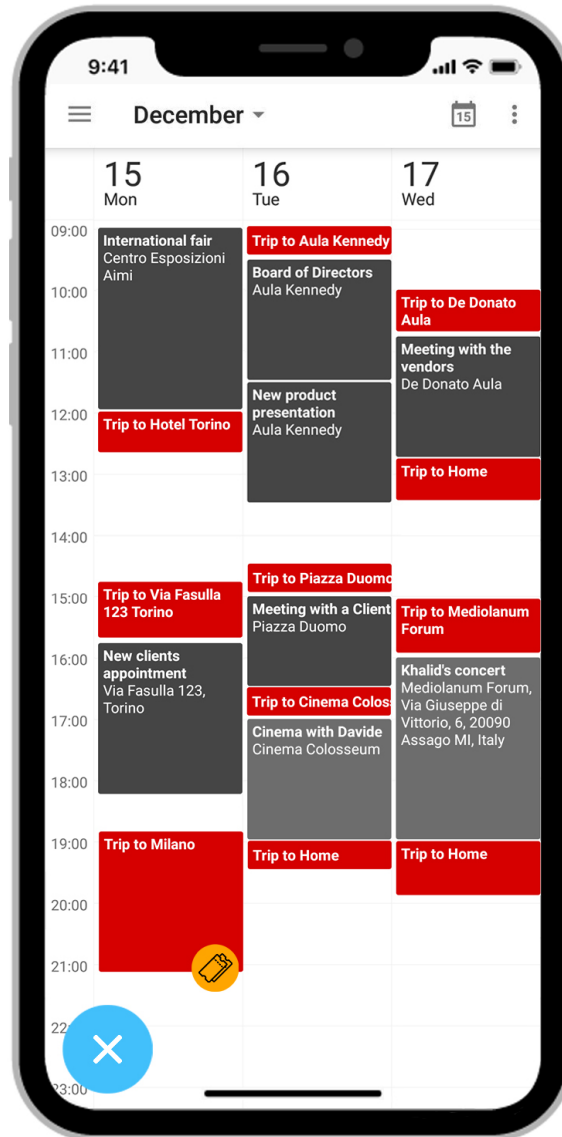 9:41
December
15
15
Mon
16
Tue
17
Wed
09:00
10:00
11:00
12:00
13:00
14:00
15:00
16:00
17:00
18:00
19:00
20:00
21:00
22
23:00
International fair
Centro Esposizioni
Aimi
Trip to Hotel Torino
Trip to Via Fasulla
123 Torino
New clients
appointment
Via Fasulla 123,
Torino
Trip to Milano
Trip to Aula Kennedy
Board of Directors
Aula Kennedy
New product
presentation
Aula Kennedy
Trip to Piazza Duomo
Meeting with a Client
Piazza Duomo
Trip to Cinema Colos
Cinema with Davide
Cinema Colosseum
Trip to Home
Trip to De Donato
Aula
Meeting with the
vendors
De Donato Aula
Trip to Home
Trip to Mediolanum
Forum
Khalid's concert
Mediolanum Forum,
Via Giuseppe di
Vittorio, 6, 20090
Assago MI, Italy
Trip to Home